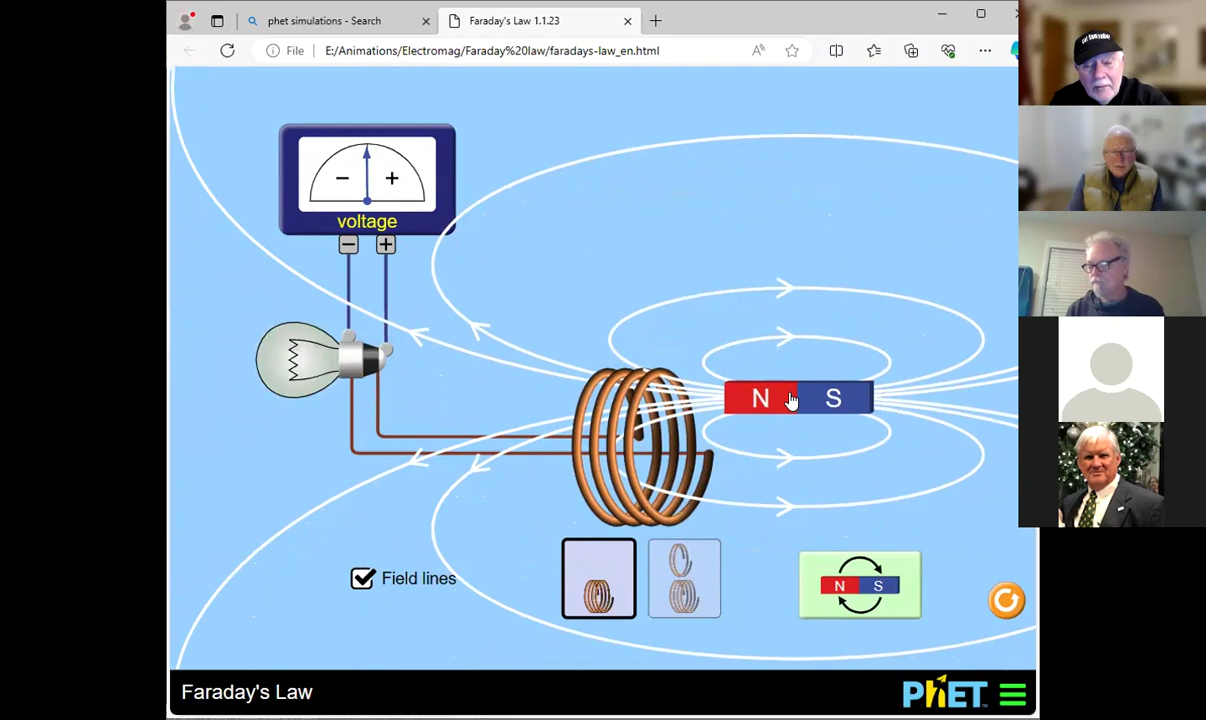 phet simulations - Search
Faraday's Law 1.1.23
File
E:/Animations/Electromag/Faraday%20law/faradays-law_en.html
− +
voltage
− +
N S
Field lines
N S
Faraday's Law
PhET